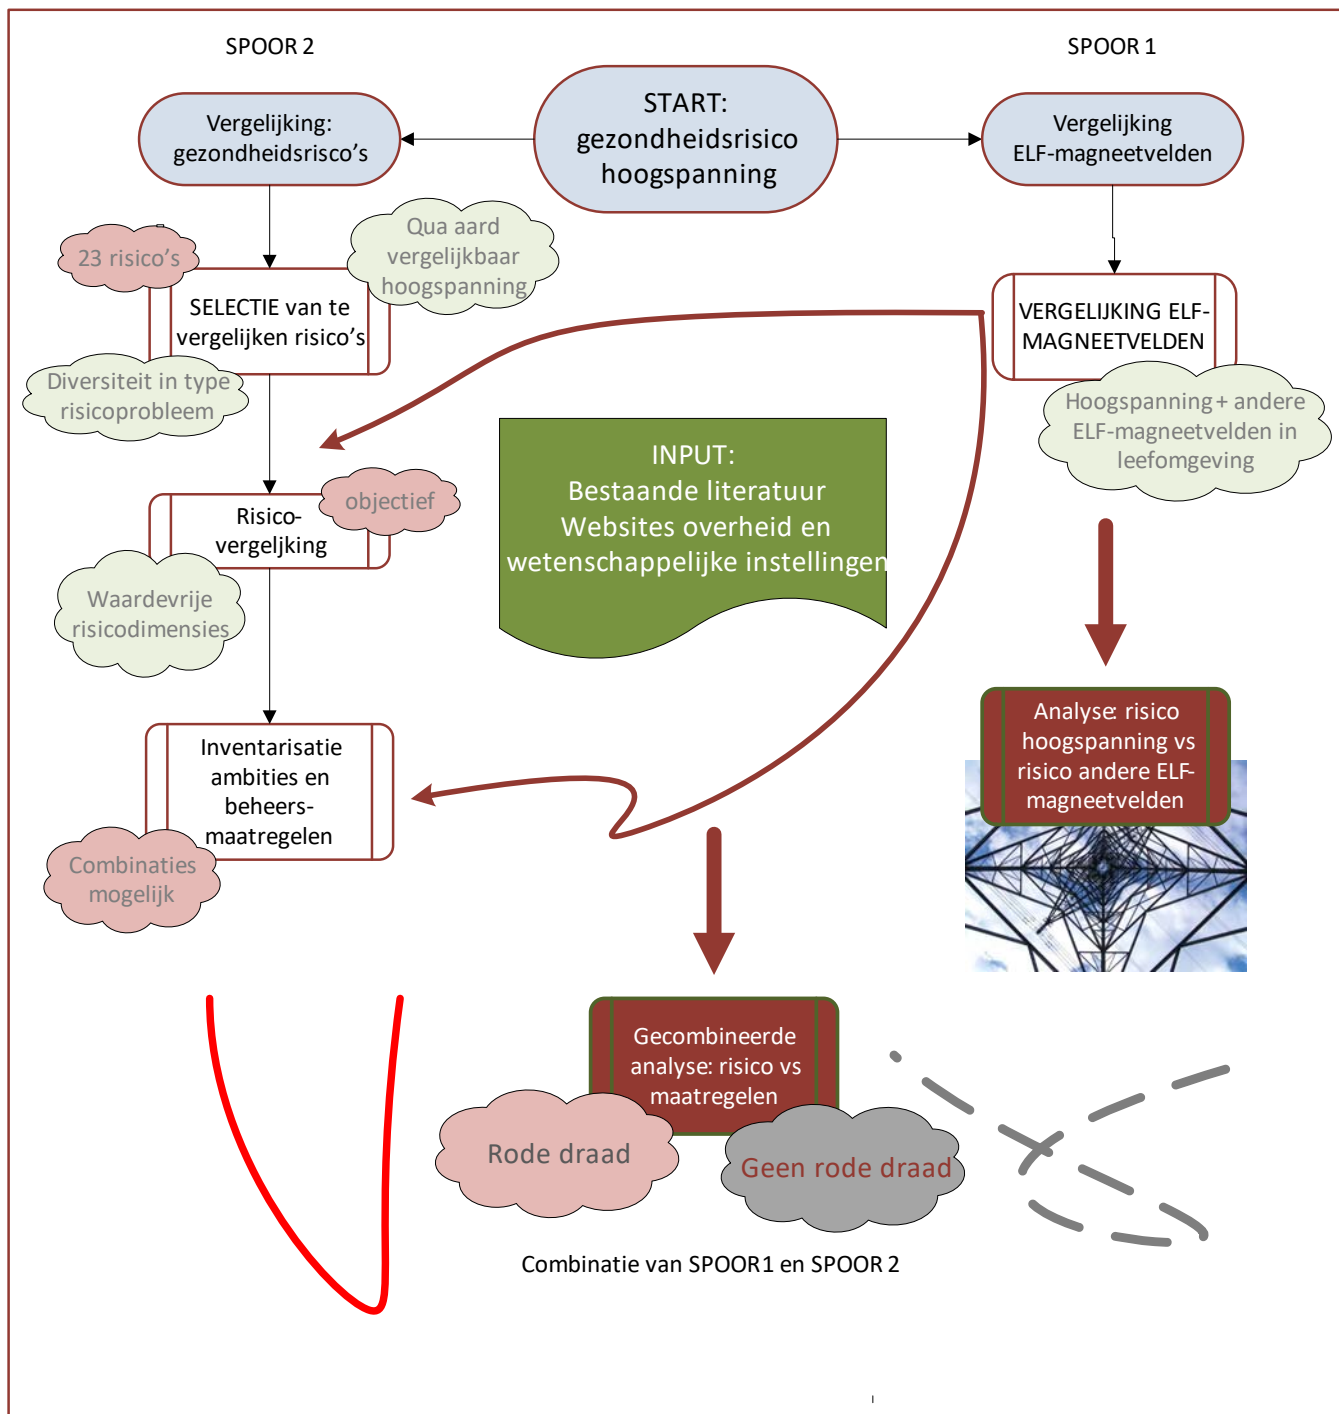 SPOOR 2
SPOOR 1
START:
gezondheidsrisico
hoogspanning
Vergelijking:
gezondheidsrisco's
Vergelijking
ELF-magneetvelden
23 risico's
Qua aard
vergelijkbaar
hoogspanning
SELECTIE van te
vergelijken risico's
Diversiteit in type
risicoprobleem
VERGELIJKING ELF-
MAGNEETVELDEN
Hoogspanning + andere
ELF-magneetvelden in
leefomgeving
INPUT:
Bestaande literatuur
Websites overheid en
wetenschappelijke instellingen
objectief
Risico-
vergeljking
Waardevrije
risicodimensies
Inventarisatie
ambities en
beheers-
maatregelen
Combinaties
mogelijk
Analyse: risico
hoogspanning vs
risico andere ELF-
magneetvelden
Gecombineerde
analyse: risico vs
maatregelen
Rode draad
Geen rode draad
Combinatie van SPOOR1 en SPOOR 2